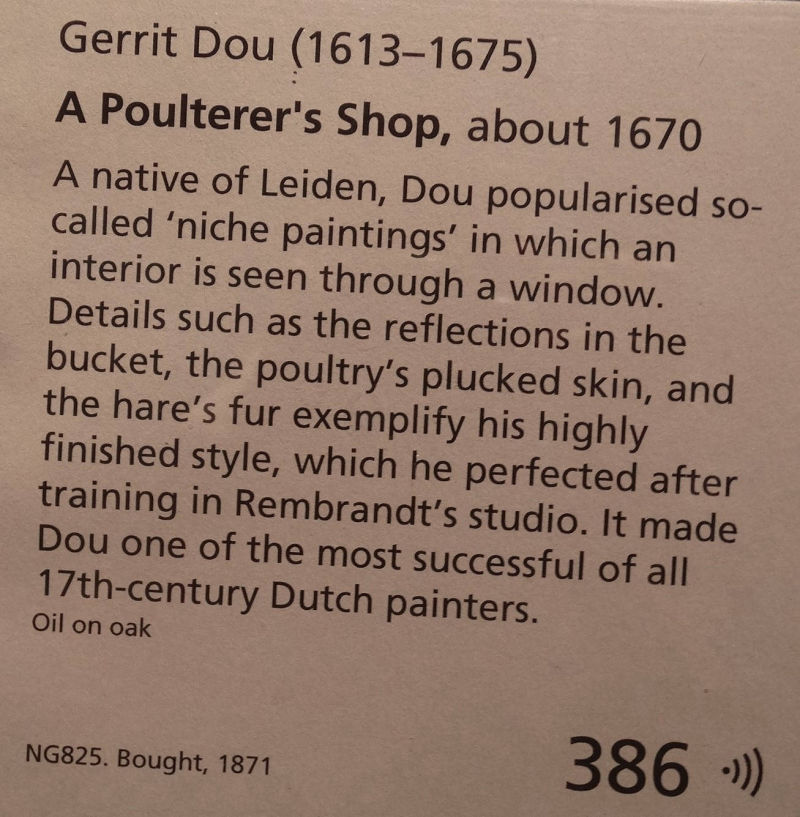 Gerrit Dou (1613–1675)
A Poulterer's Shop, about 1670
A native of Leiden, Dou popularised so-
called ‘niche paintings’ in which an
interior is seen through a window.
Details such as the reflections in the
bucket, the poultry’s plucked skin, and
the hare’s fur exemplify his highly
finished style, which he perfected after
training in Rembrandt’s studio. It made
Dou one of the most successful of all
17th-century Dutch painters.
Oil on oak
NG825. Bought, 1871
386